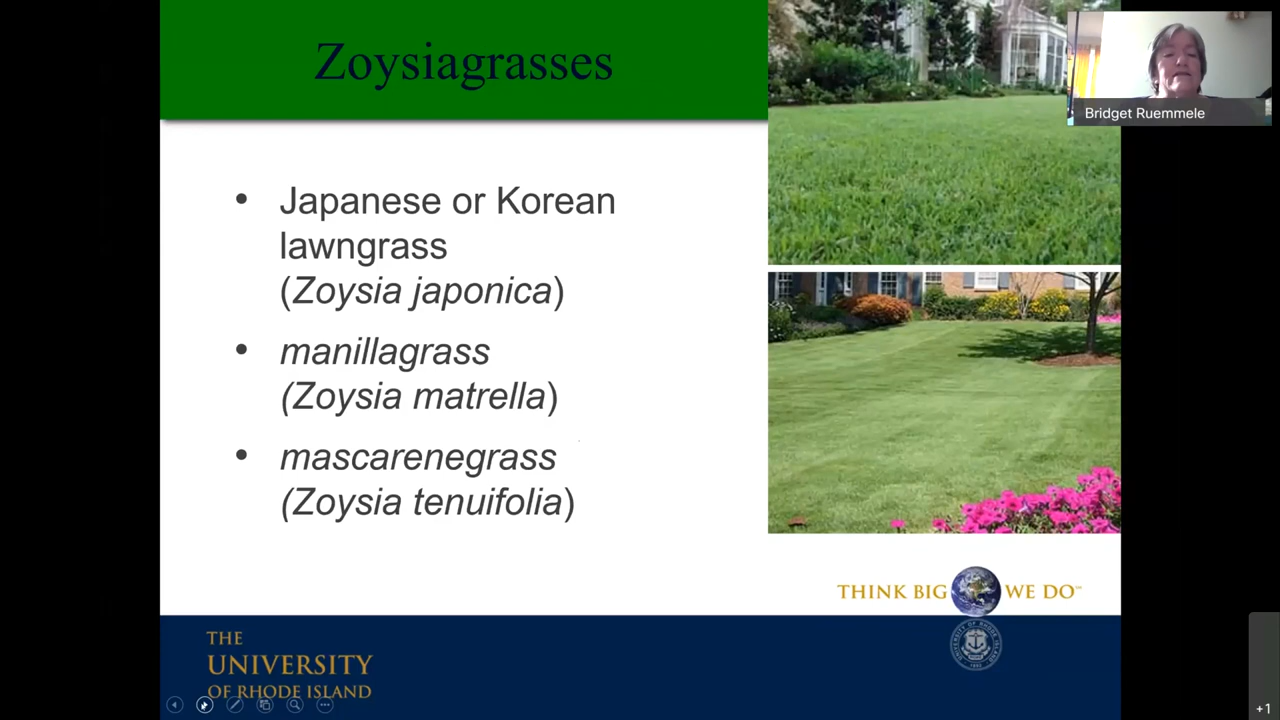 Zoysiagrasses
Bridget Ruemmele
• Japanese or Korean
lawngrass
(Zoysia japonica)
• manillagrass
(Zoysia matrella)
• mascarenegrass
(Zoysia tenuifolia)
THINK BIG WE DO™
THE
UNIVERSITY
OF RHODE ISLAND
+1